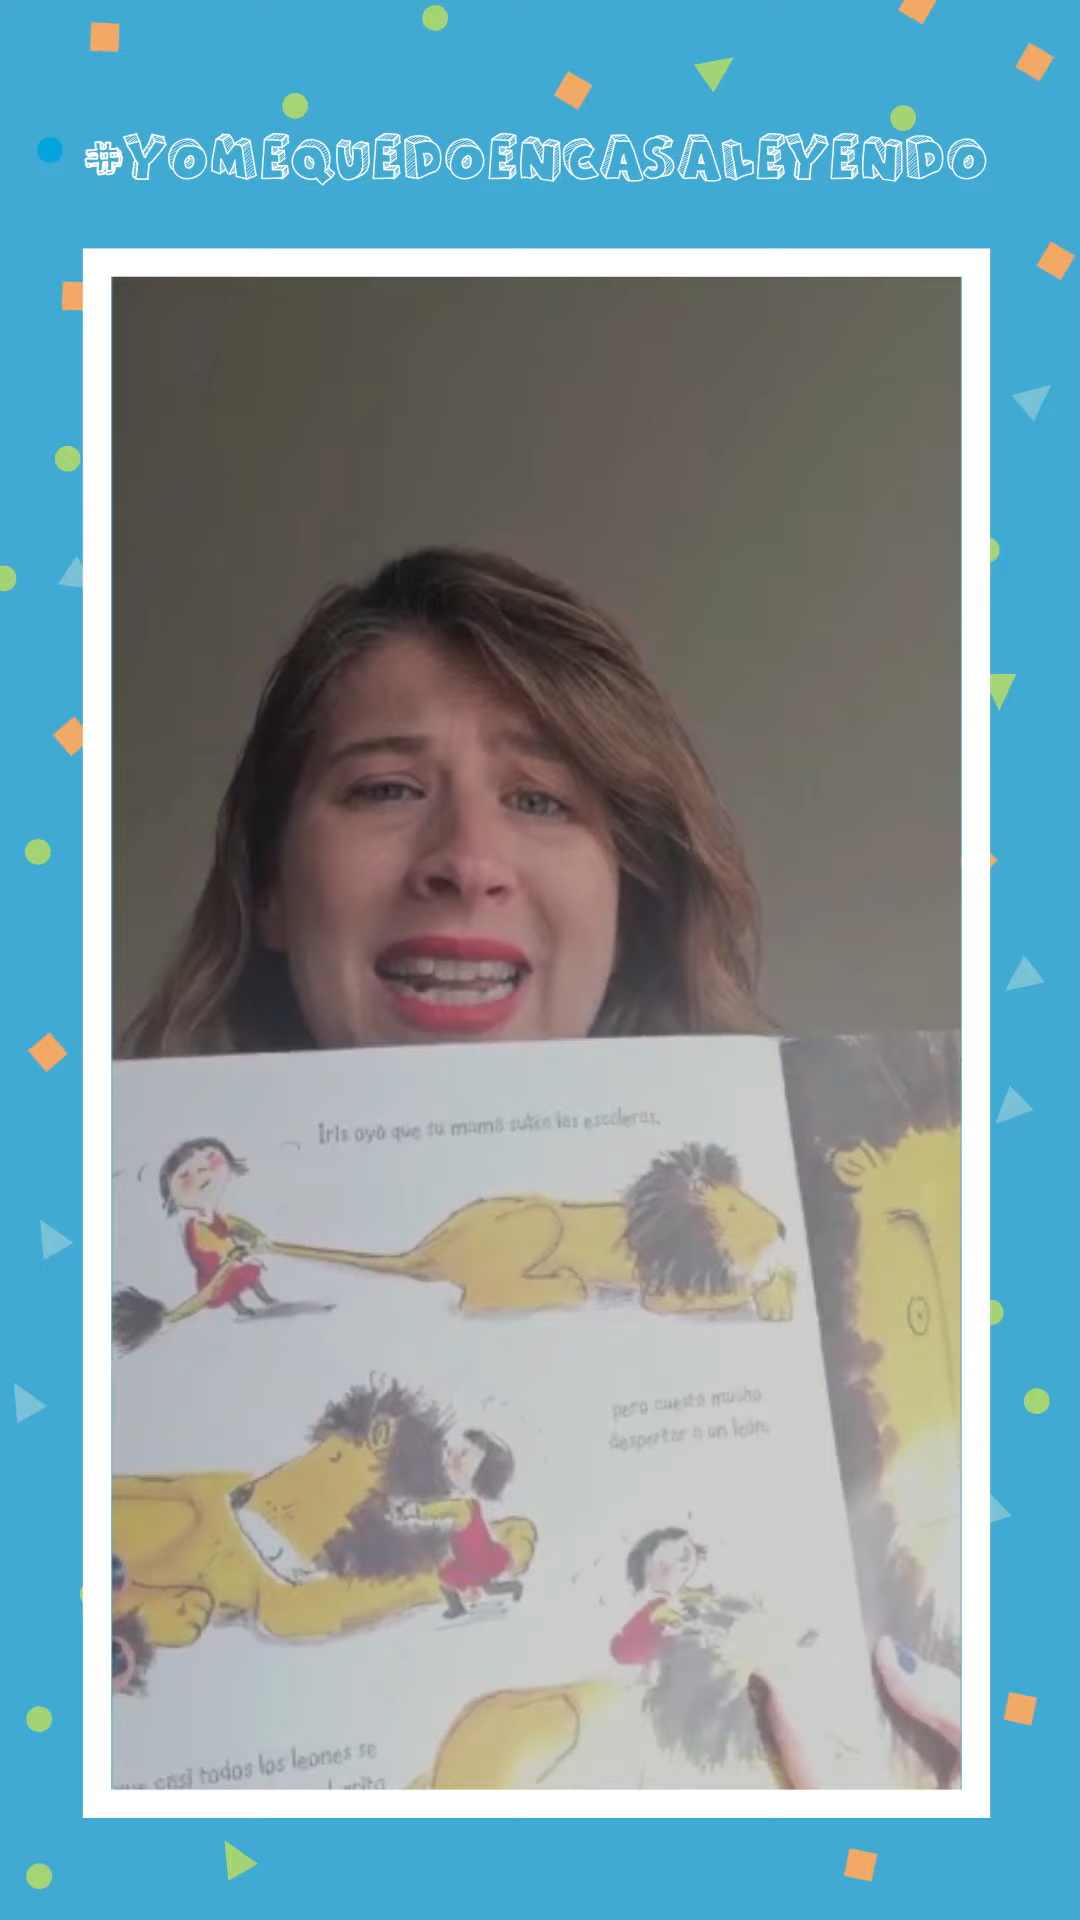 #YOMEQUEDOENCASALEYENDO
Iris oyó que su mamá subía las escaleras,
pero cuesta mucho
despertar a un león,
casi todos los leones se